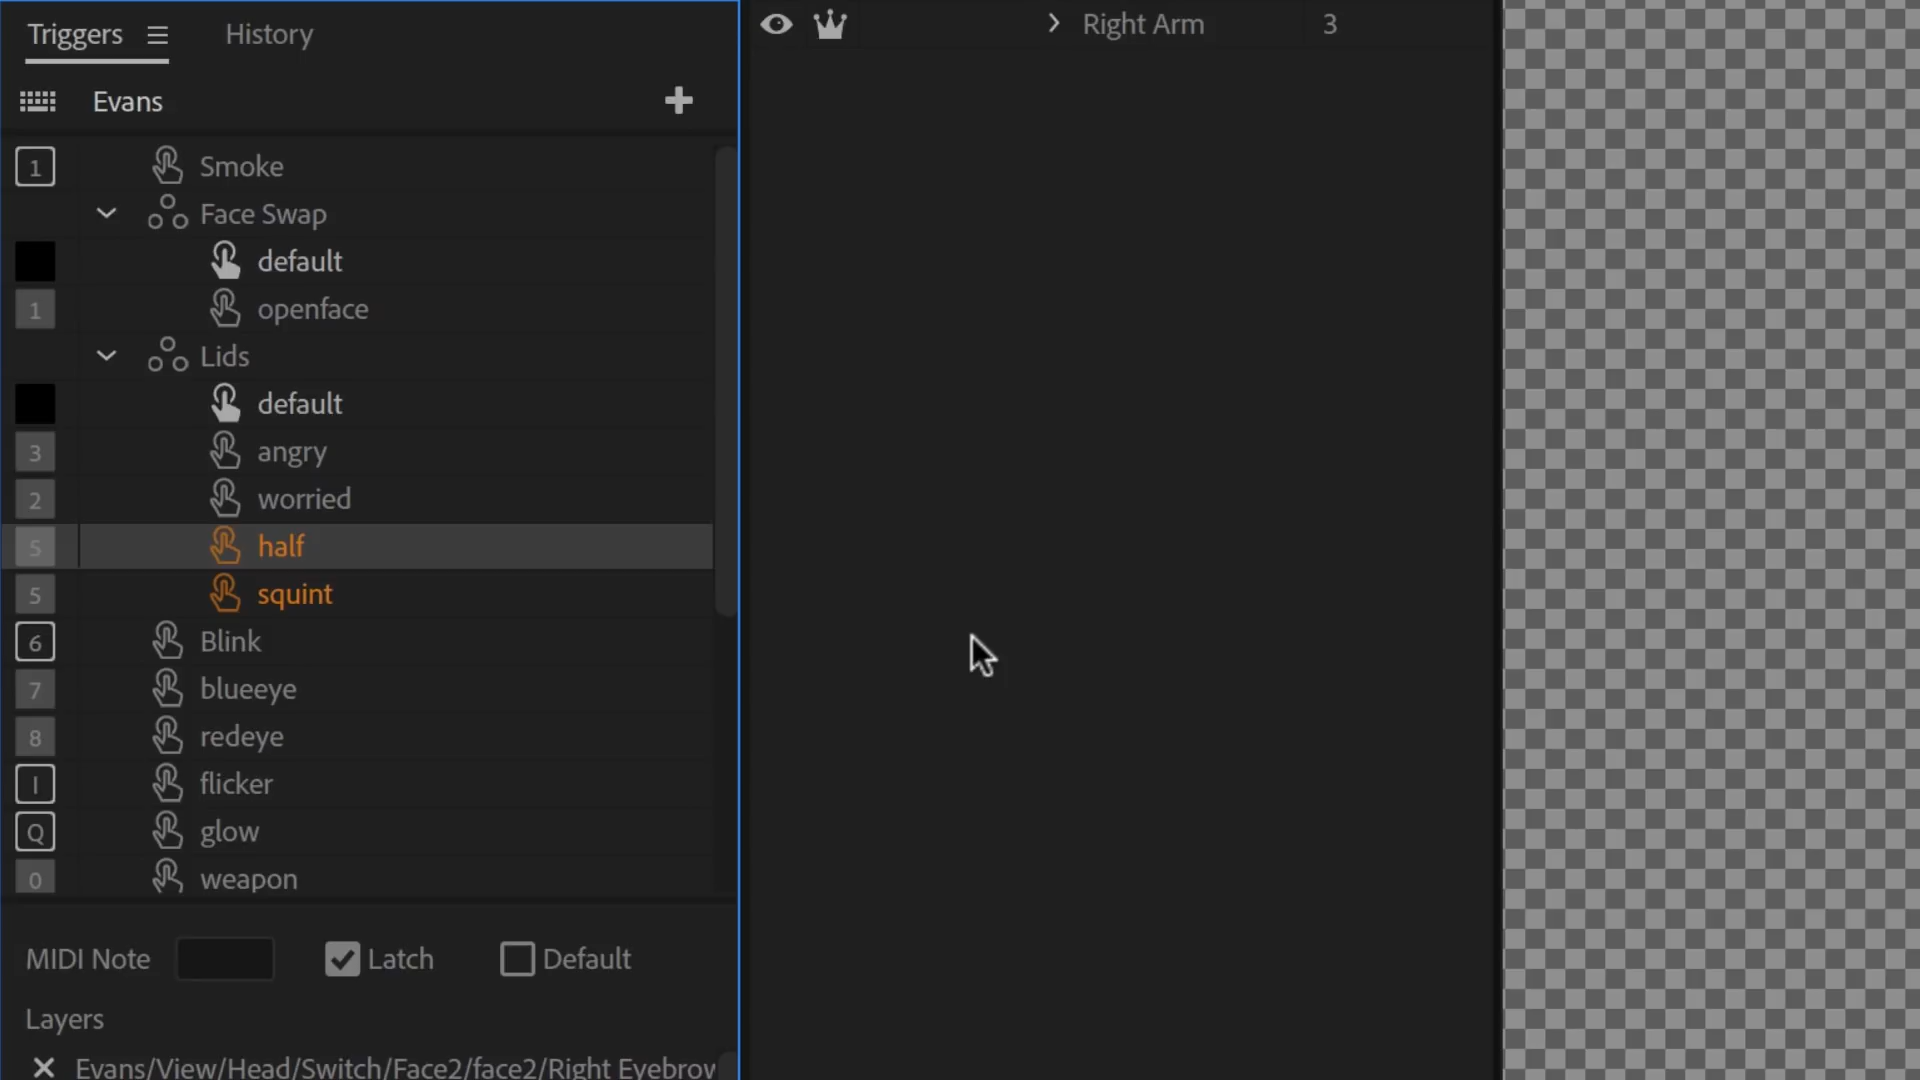 Triggers
History
Right Arm 3
Evans
1 Smoke
Face Swap
default
1 openface
Lids
default
3 angry
2 worried
5 half
5 squint
6 Blink
7 blueeye
8 redeye
I flicker
Q glow
0 weapon
MIDI Note
Latch
Default
Layers
Evans/View/Head/Switch/Face2/face2/Right Eyebrow